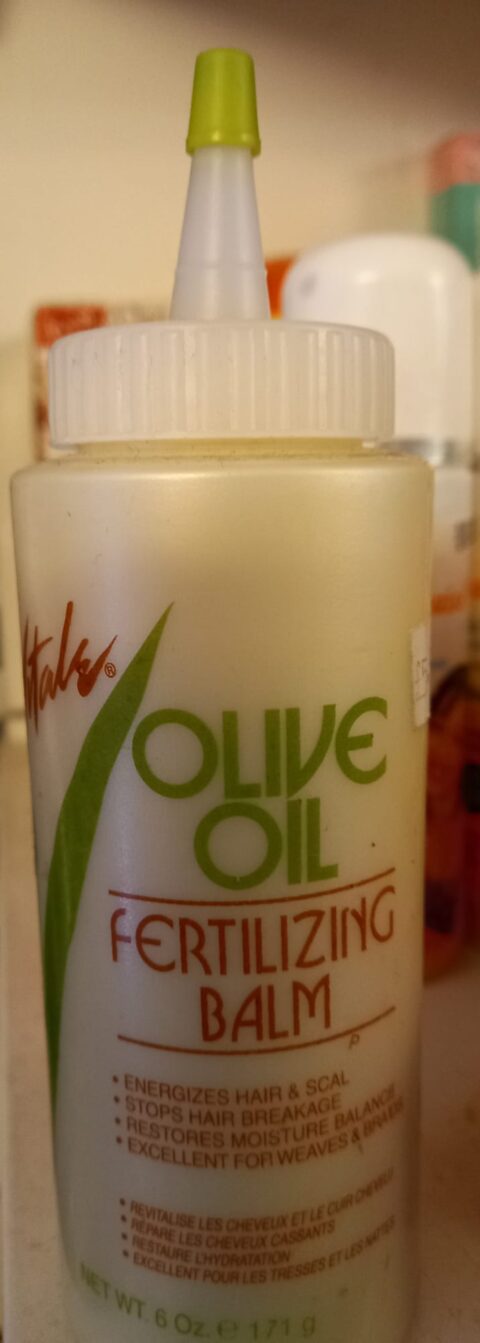 OLIVE
OIL
FERTILIZING
BALM
• ENERGIZES HAIR & SCAL
P
• STOPS HAIR BREAKAGE
• RESTORES MOISTURE BALANCE
• EXCELLENT FOR WEAVES & BRAIDS
• REVITALISE LES CHEVEUX ET LE CUIR CHEVELU
• RÉPARE LES CHEVEUX CASSANTS
• RESTAURE L'HYDRATATION
• EXCELLENT POUR LES TRESSES ET LES NATTES
NET WT. 6 Oz. ℮ 171 g